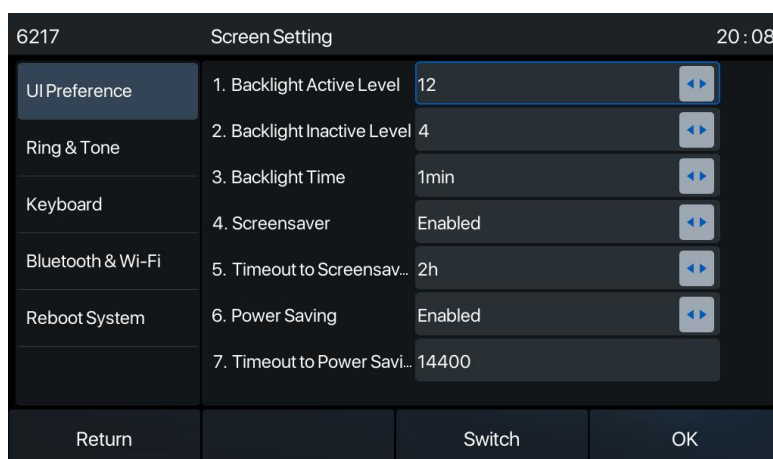 6217 Screen Setting 20:08
UI Preference
Ring & Tone
Keyboard
Bluetooth & Wi-Fi
Reboot System
1. Backlight Active Level 12
2. Backlight Inactive Level 4
3. Backlight Time 1min
4. Screensaver Enabled
5. Timeout to Screensav... 2h
6. Power Saving Enabled
7. Timeout to Power Savi... 14400
Return Switch OK